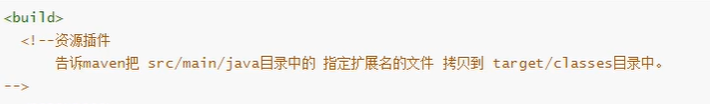 <build>
<!--资源插件
告诉maven把 src/main/java目录中的 指定扩展名的文件 拷贝到 target/classes目录中。
-->